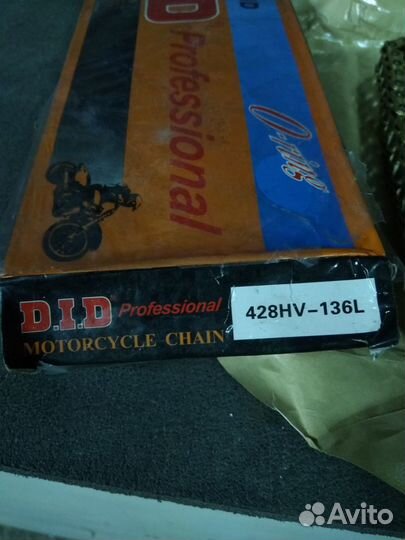 D
D
Professional
O-ring
D.I.D Professional
MOTORCYCLE CHAIN
428HV-136L
Avito